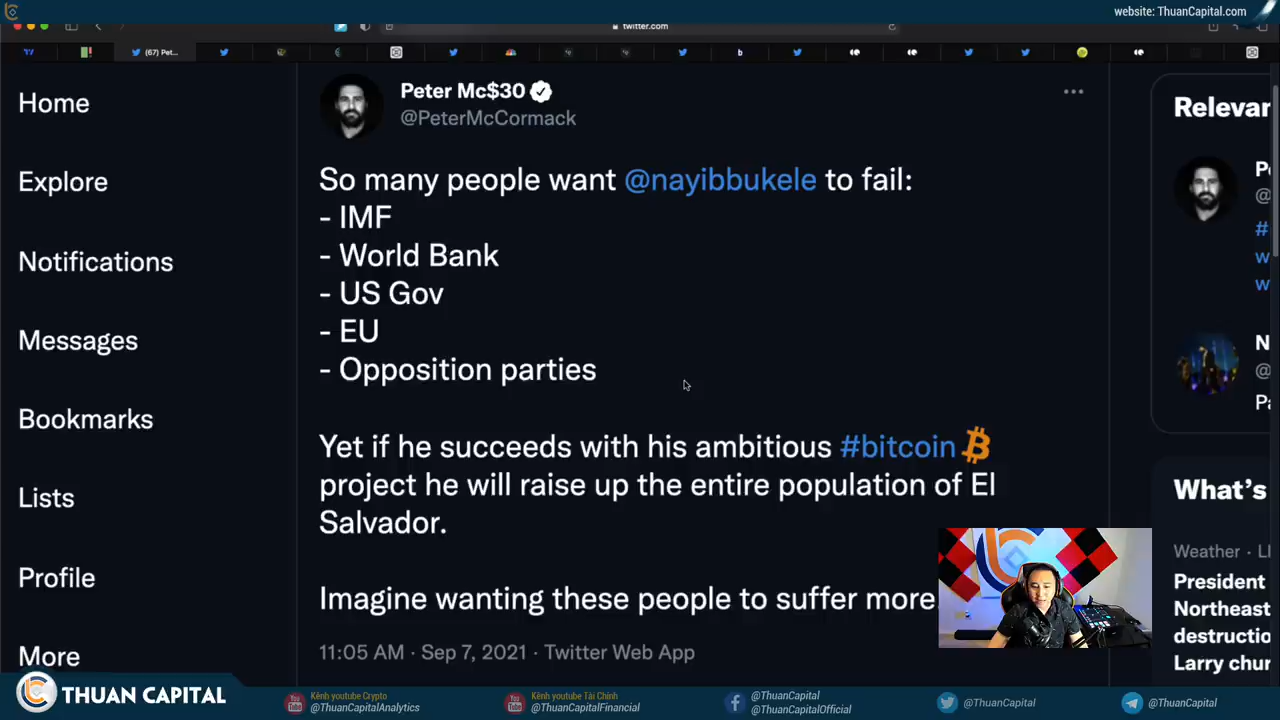 website: ThuanCapital.com
twitter.com
(67) Pet...
Home
Explore
Notifications
Messages
Bookmarks
Lists
Profile
More
Peter Mc$30
@PeterMcCormack
So many people want @nayibbukele to fail:
- IMF
- World Bank
- US Gov
- EU
- Opposition parties
Yet if he succeeds with his ambitious #bitcoin
project he will raise up the entire population of El
Salvador.
Imagine wanting these people to suffer more.
11:05 AM · Sep 7, 2021 · Twitter Web App
What's
Weather
President
Northeast
Larry
THUAN CAPITAL
Kênh youtube Crypto
@ThuanCapitalAnalytics
Kênh youtube Tài Chính
@ThuanCapitalFinancial
@ThuanCapital
@ThuanCapitalOfficial
@ThuanCapital
@ThuanCapital